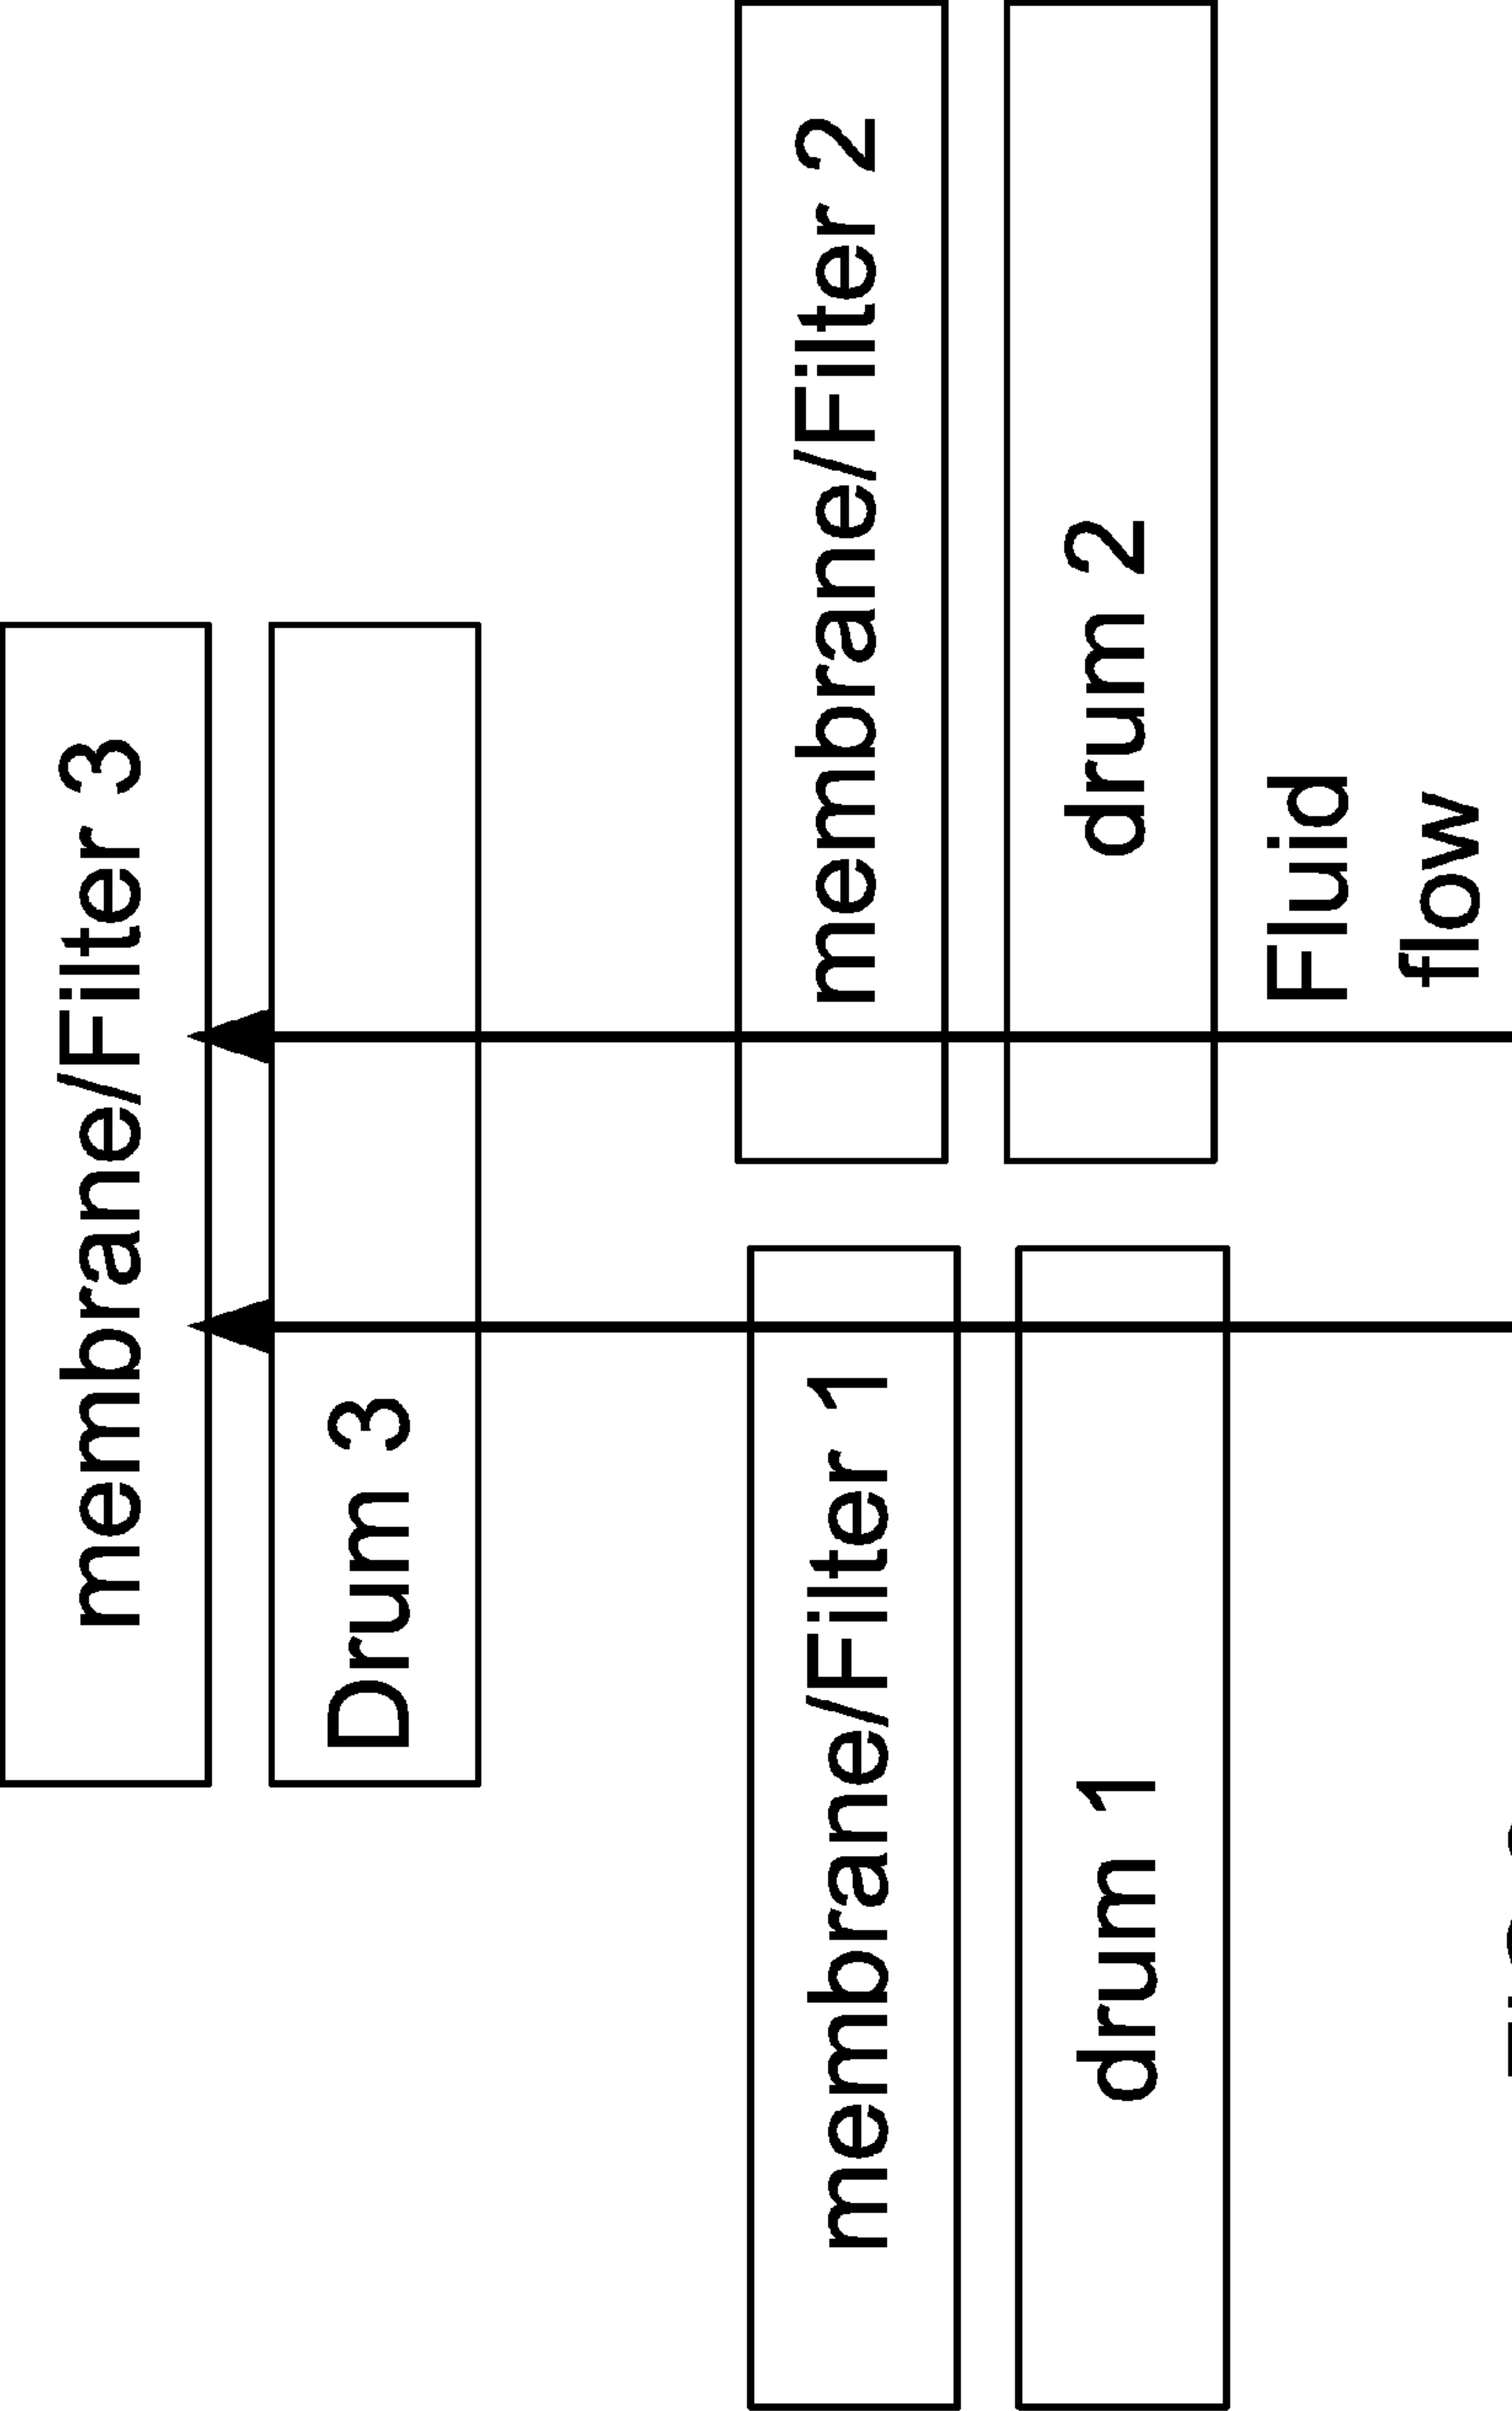 membrane/Filter 3
Drum 3
membrane/Filter 1
membrane/Filter 2
drum 1
drum 2
Fluid
flow